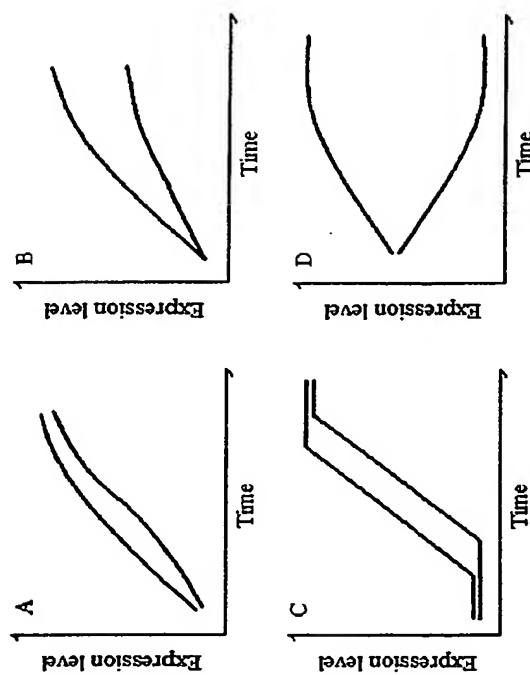 A
Expression level
Time
B
Expression level
Time
C
Expression level
Time
D
Expression level
Time